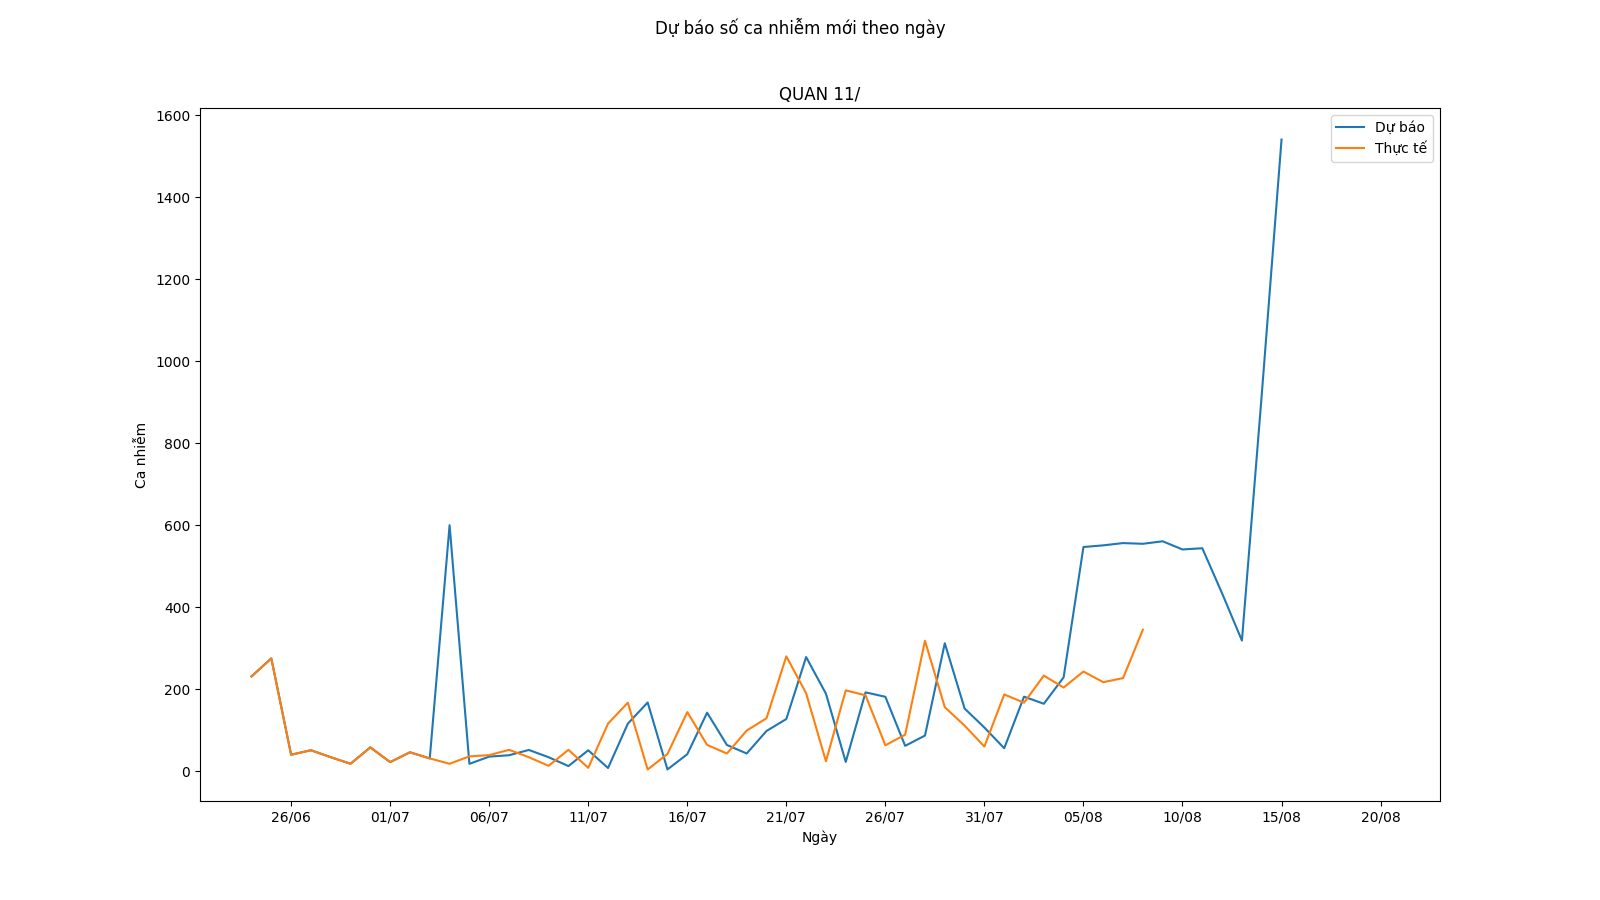 Dự báo số ca nhiễm mới theo ngày
QUAN 11/
Dự báo
Thực tế
1600
1400
1200
1000
800
600
400
200
0
Ca nhiễm
26/06 01/07 06/07 11/07 16/07 21/07 26/07 31/07 05/08 10/08 15/08 20/08
Ngày